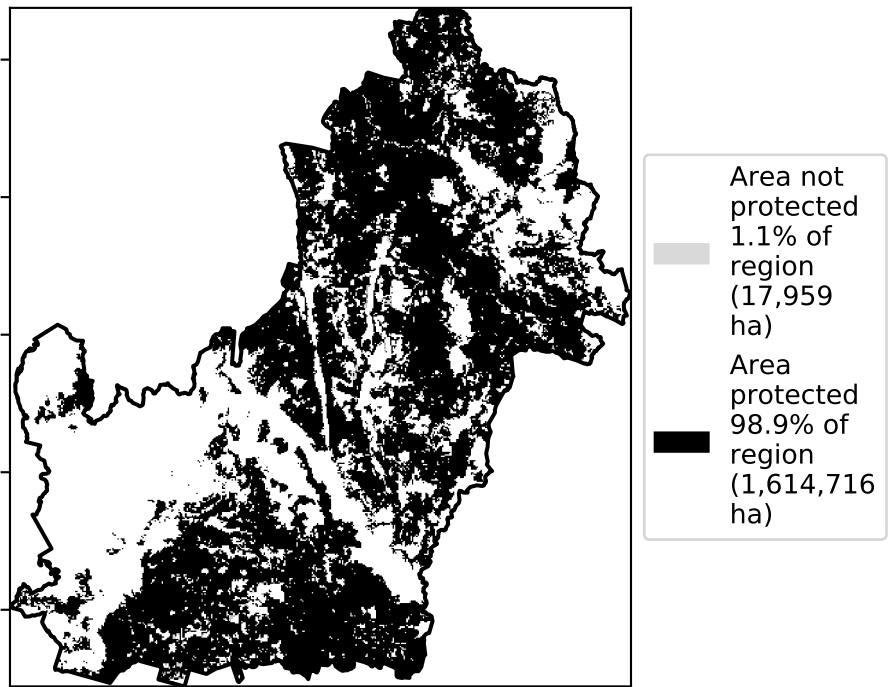 Area not
protected
1.1% of
region
(17,959
ha)
Area
protected
98.9% of
region
(1,614,716
ha)